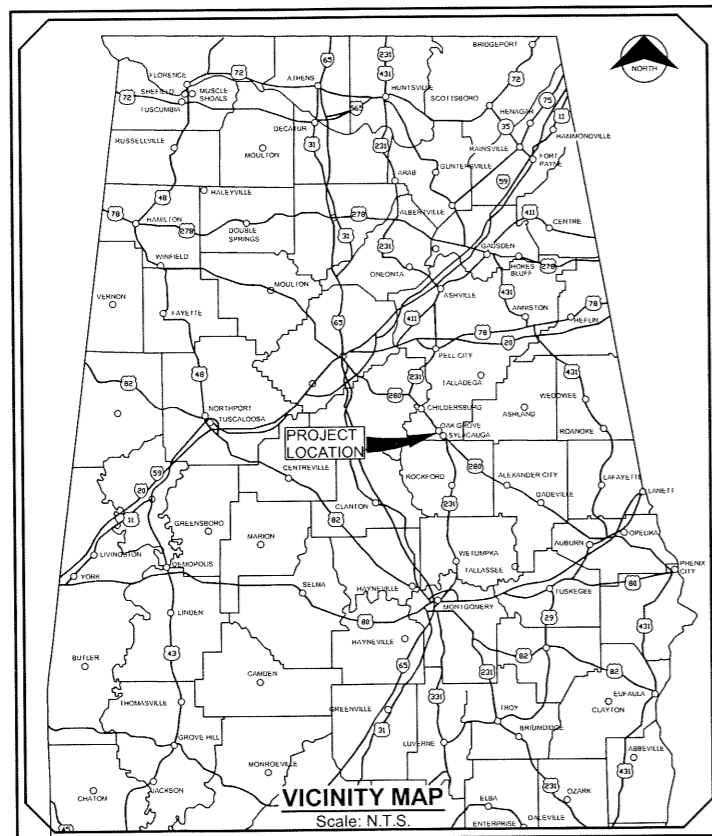 65
231
431
BRIDGEPORT
NORTH
FLORENCE
72
ATHENS
HUNTSVILLE
72
SHEFIELD
MUSCLE
SHOALS
SCOTTSBORO
75
72
TUSCUMBIA
565
HENAGAR
11
35
HAMMONDVILLE
DECATUR
RUSSELLVILLE
31
231
RAINSVILLE
MOULTON
GUNTERSVILLE
FORT
PAYNE
48
HALEYVILLE
ARAB
59
78
HAMILTON
278
ALBERTVILLE
411
CENTRE
278
DOUBLE
SPRINGS
31
231
GADSDEN
WINFIELD
ONEONTA
HOKES
BLUFF
278
MOULTON
ASHVILLE
431
VERNON
FAYETTE
65
411
ANNISTON
78
78
HEFLIN
20
PELL CITY
48
231
TALLADEGA
431
82
280
WEDOWEE
NORTHPORT
CHILDERSBURG
ASHLAND
TUSCALOOSA
PROJECT
LOCATION
OAK GROVE
SYLACAUGA
ROANOKE
59
CENTREVILLE
ROCKFORD
280
ALEXANDER CITY
LAFAYETTE
20
CLANTON
231
DADEVILLE
LANETT
11
GREENSBORO
82
MARION
OPELIKA
LIVINGSTON
WETUMPKA
AUBURN
DEMOPOLIS
TALLASSEE
PHENIX
CITY
YORK
SELMA
HAYNEVILLE
TUSKEGEE
80
MONTGOMERY
LINDEN
80
29
HAYNEVILLE
431
43
82
BUTLER
65
231
82
CAMDEN
331
EUFAULA
THOMASVILLE
GREENVILLE
TROY
CLAYTON
31
BRUMDIDGE
GROVE HILL
LUVERNE
ABBEVILLE
MONROEVILLE
431
JACKSON
231
CHATOM
VICINITY MAP
ELBA
OZARK
Scale: N.T.S.
DALEVILLE
45
ENTERPRISE